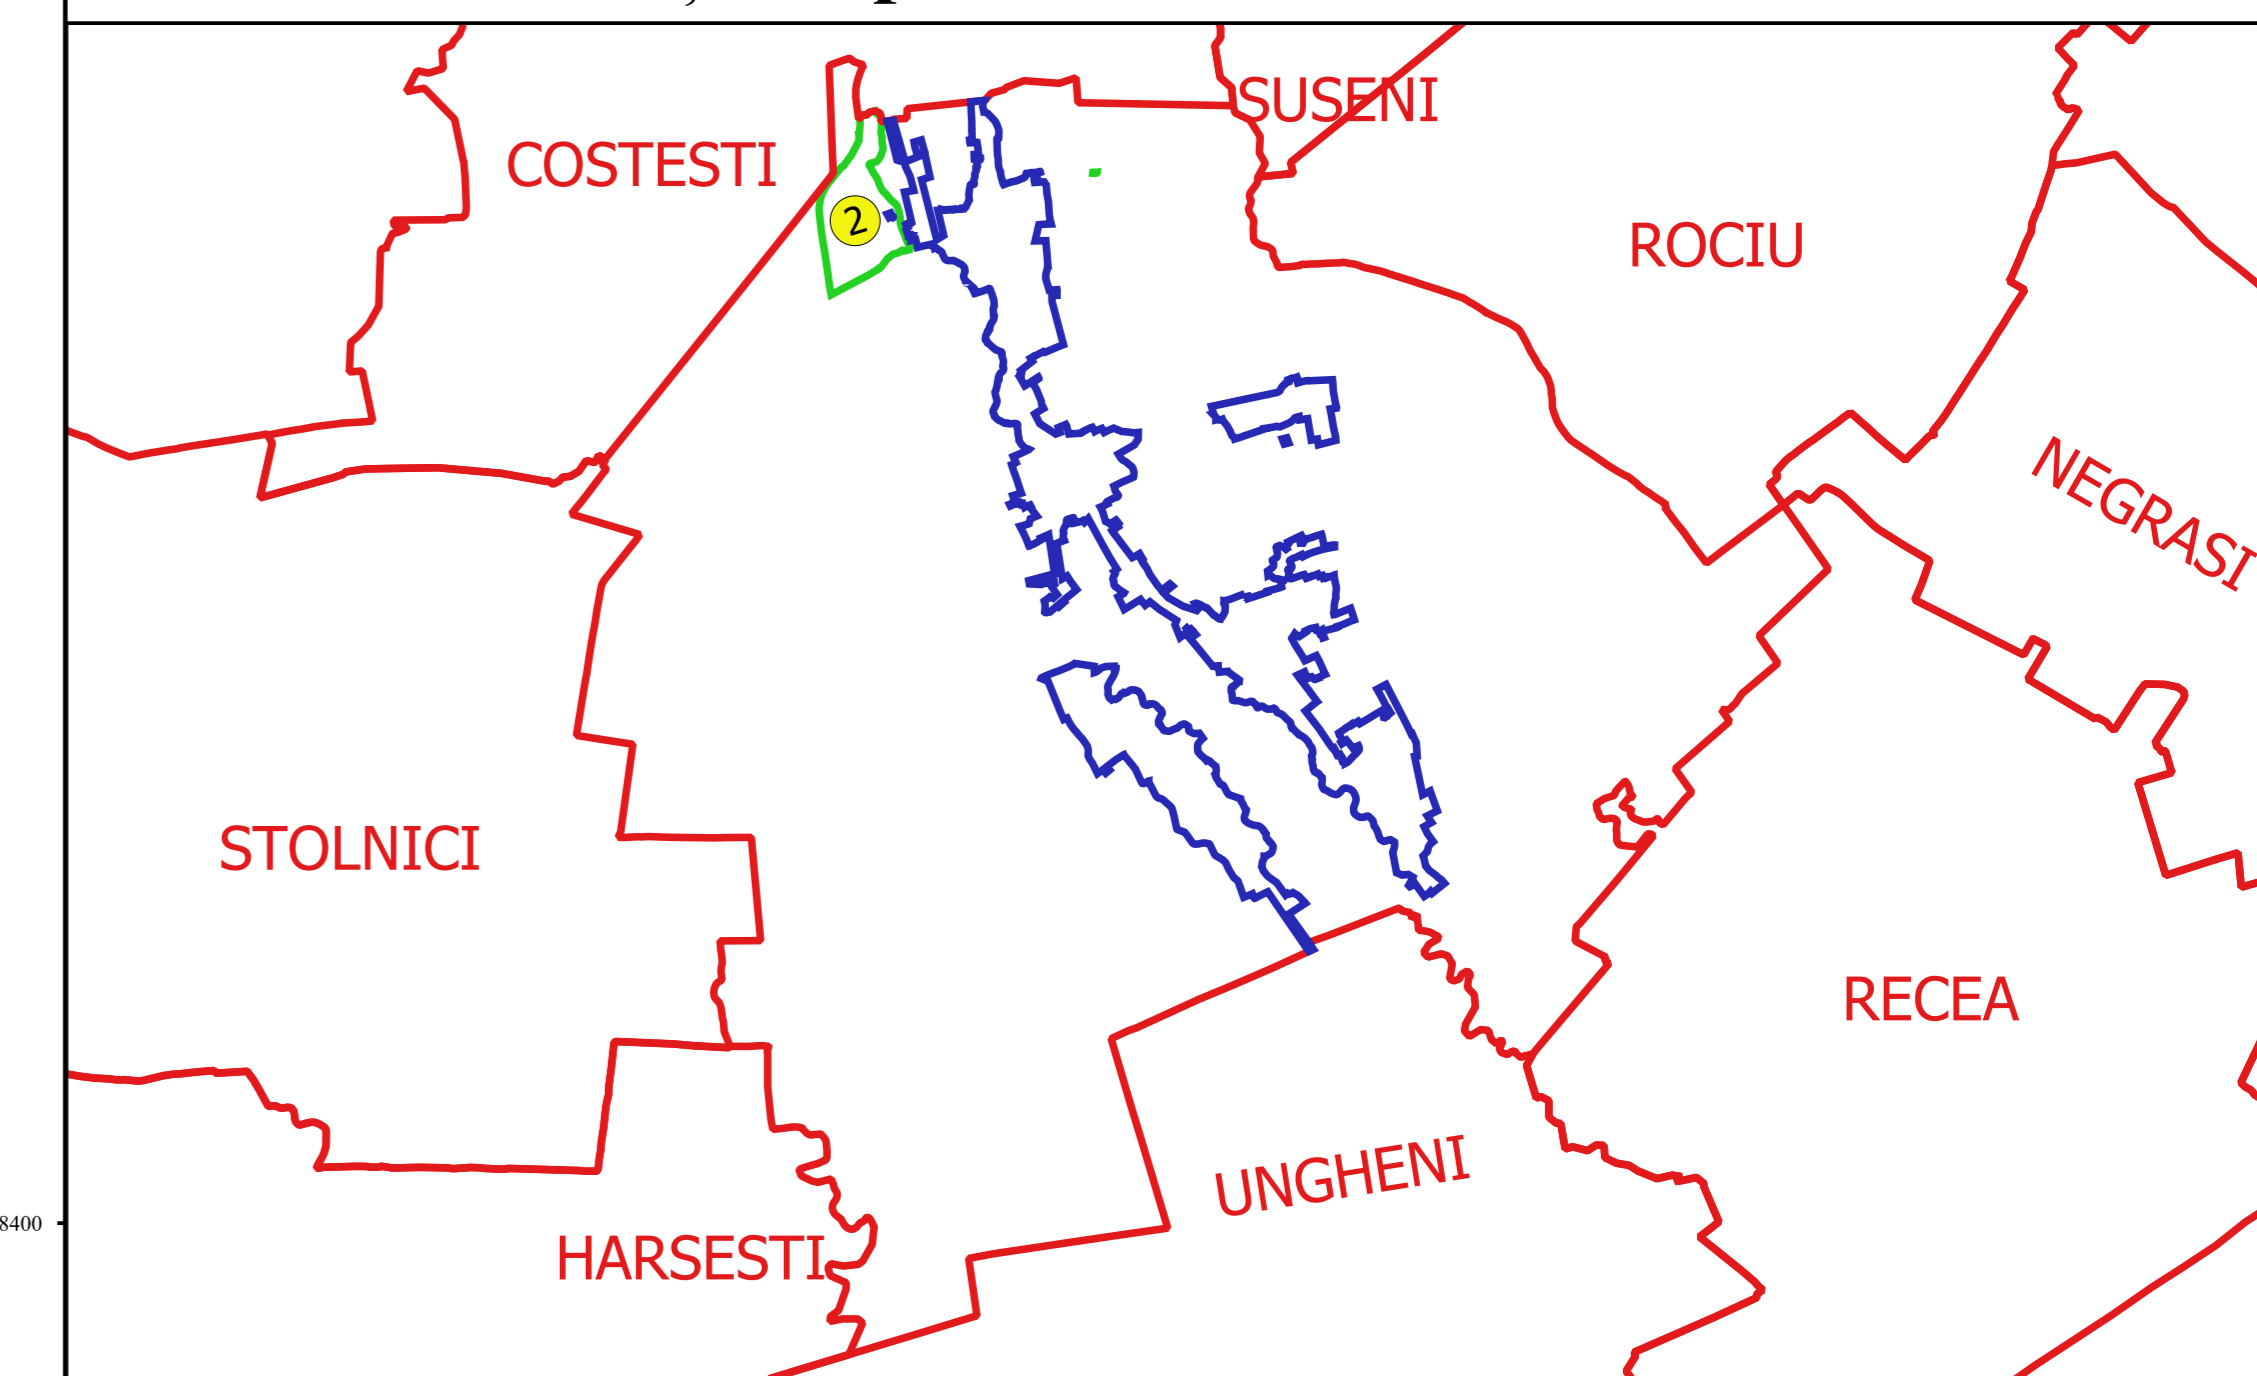 SUSENI
COSTESTI
2
ROCIU
NEGRASI
STOLNICI
RECEA
UNGHENI
8400
HARSESTI